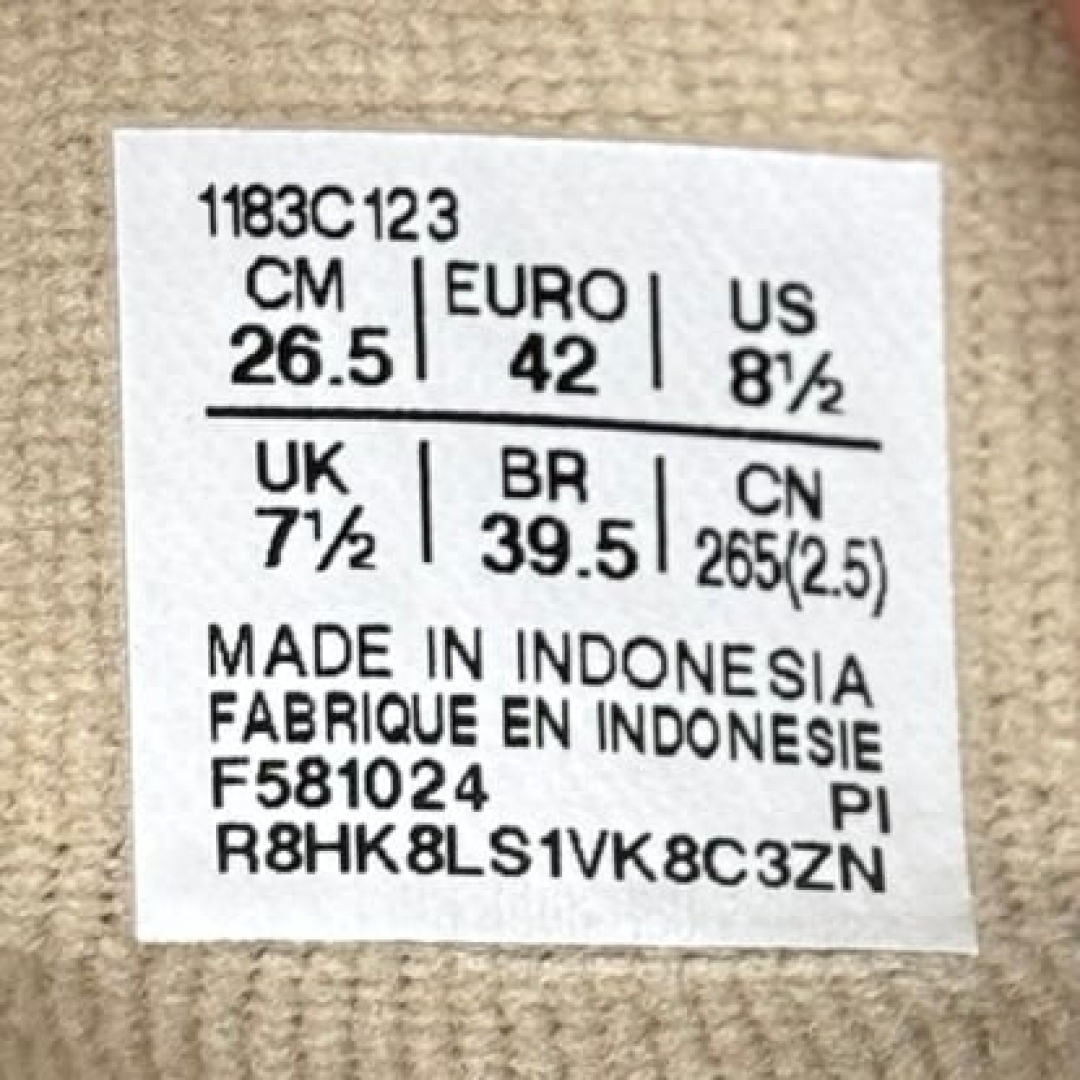 1183C123
CM | EURO | US
26.5 | 42 | 8½
UK | BR | CN
7½ | 39.5 | 265(2.5)
MADE IN INDONESIA
FABRIQUE EN INDONESIE
F581024 PI
R8HK8LS1VK8C3ZN